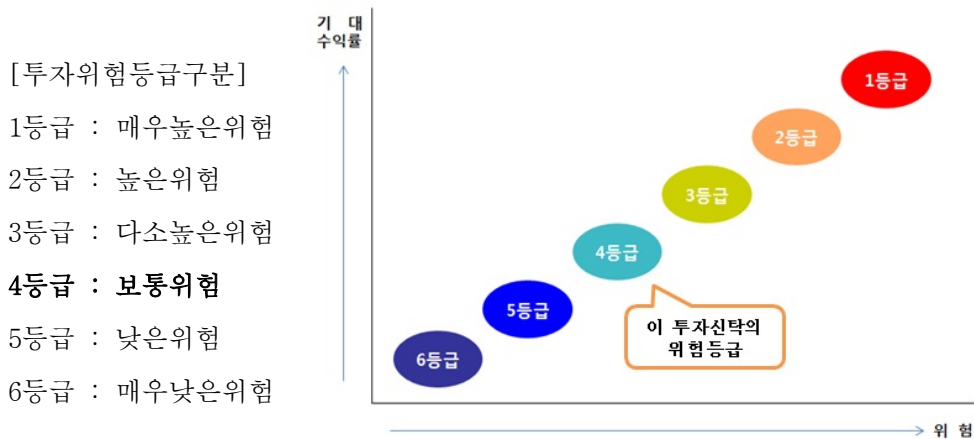 [투자위험등급구분]
1등급 : 매우높은위험
2등급 : 높은위험
3등급 : 다소높은위험
4등급 : 보통위험
5등급 : 낮은위험
6등급 : 매우낮은위험
기 대
수익률
1등급
2등급
3등급
4등급
5등급
6등급
이 투자신탁의
위험등급
위 험